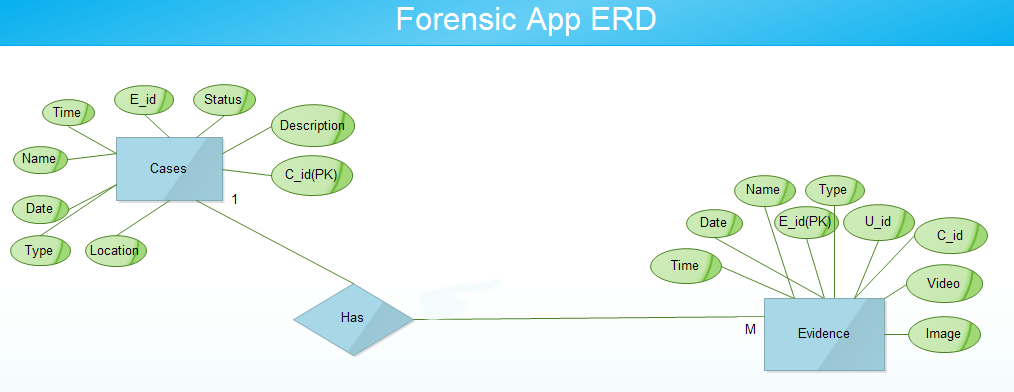 Forensic App ERD
E_id
Status
Time
Description
Name
Cases
C_id(PK)
1
Date
Type
Location
Name
Type
Date
E_id(PK)
U_id
C_id
Time
Video
Has
M
Evidence
Image